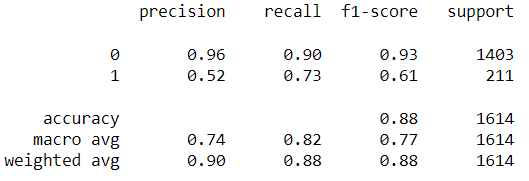 precision recall f1-score support
0 0.96 0.90 0.93 1403
1 0.52 0.73 0.61 211
accuracy 0.88 1614
macro avg 0.74 0.82 0.77 1614
weighted avg 0.90 0.88 0.88 1614